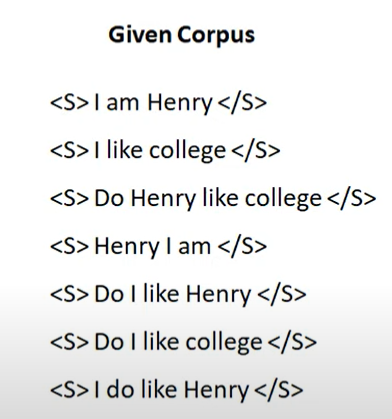 Given Corpus
<S> I am Henry </S>
<S> I like college </S>
<S> Do Henry like college </S>
<S> Henry I am </S>
<S> Do I like Henry </S>
<S> Do I like college </S>
<S> I do like Henry </S>